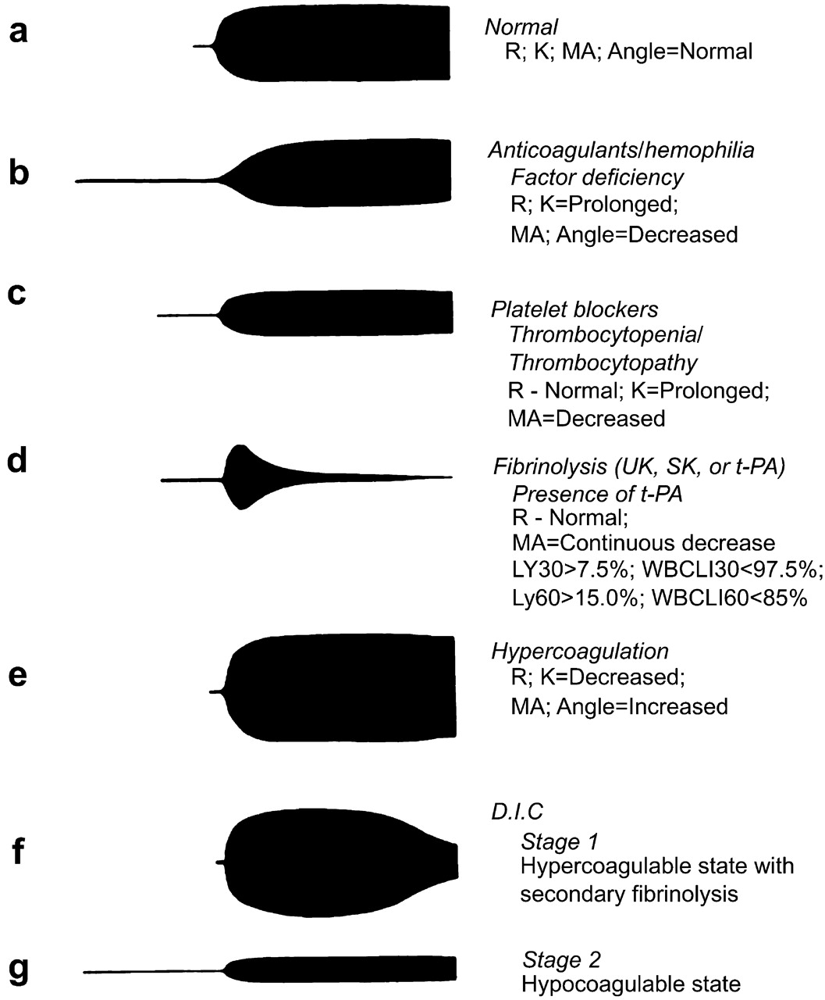 a
Normal
R; K; MA; Angle=Normal
b
Anticoagulants/hemophilia
Factor deficiency
R; K=Prolonged;
MA; Angle=Decreased
c
Platelet blockers
Thrombocytopenia/
Thrombocytopathy
R - Normal; K=Prolonged;
MA=Decreased
d
Fibrinolysis (UK, SK, or t-PA)
Presence of t-PA
R - Normal;
MA=Continuous decrease
LY30>7.5%; WBCLI30<97.5%;
Ly60>15.0%; WBCLI60<85%
e
Hypercoagulation
R; K=Decreased;
MA; Angle=Increased
f
D.I.C
Stage 1
Hypercoagulable state with
secondary fibrinolysis
g
Stage 2
Hypocoagulable state